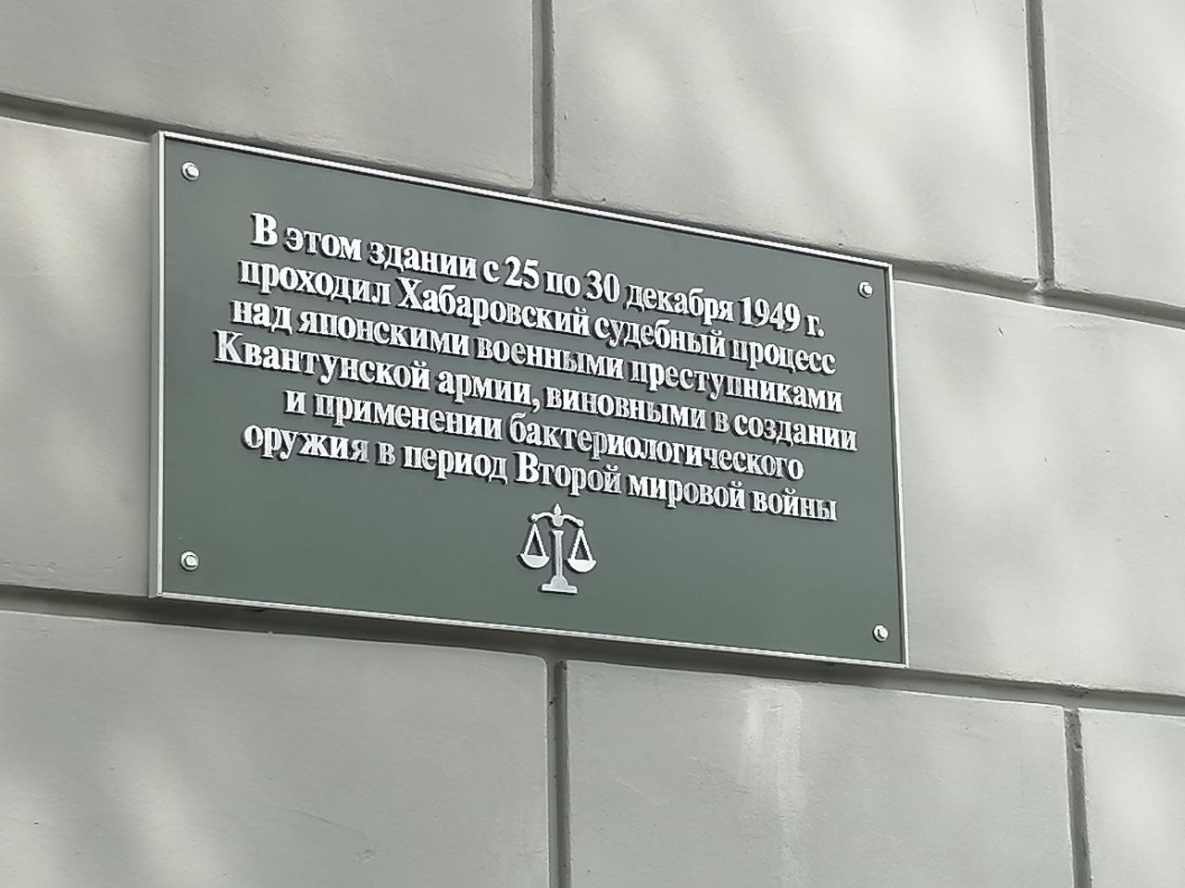 В этом здании с 25 по 30 декабря 1949 г.
проходил Хабаровский судебный процесс
над японскими военными преступниками
Квантунской армии, виновными в создании
и применении бактериологического
оружия в период Второй мировой войны